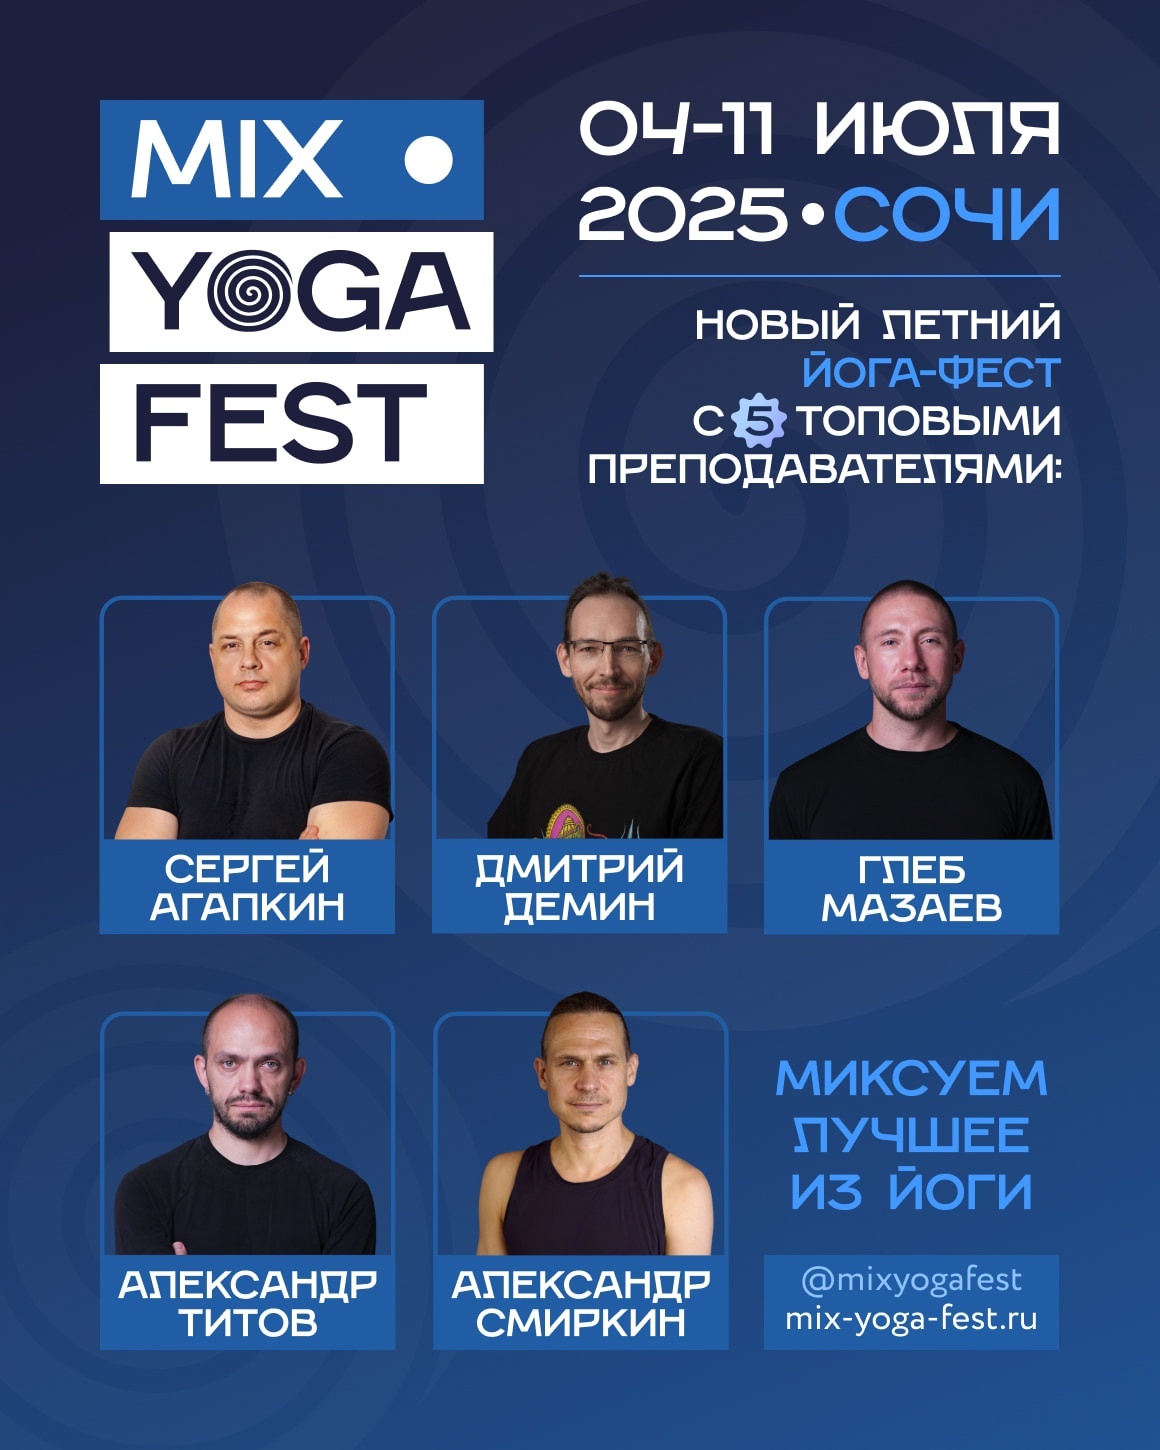 MIX •
YOGA
FEST
04-11 ИЮЛЯ
2025•СОЧИ
НОВЫЙ ЛЕТНИЙ
ЙОГА-ФЕСТ
С 5 ТОПОВЫМИ
ПРЕПОДАВАТЕЛЯМИ:
СЕРГЕЙ
АГАПКИН
ДМИТРИЙ
ДЕМИН
ГЛЕБ
МАЗАЕВ
АЛЕКСАНДР
ТИТОВ
АЛЕКСАНДР
СМИРКИН
МИКСУЕМ
ЛУЧШЕЕ
ИЗ ЙОГИ
@mixyogafest
mix-yoga-fest.ru